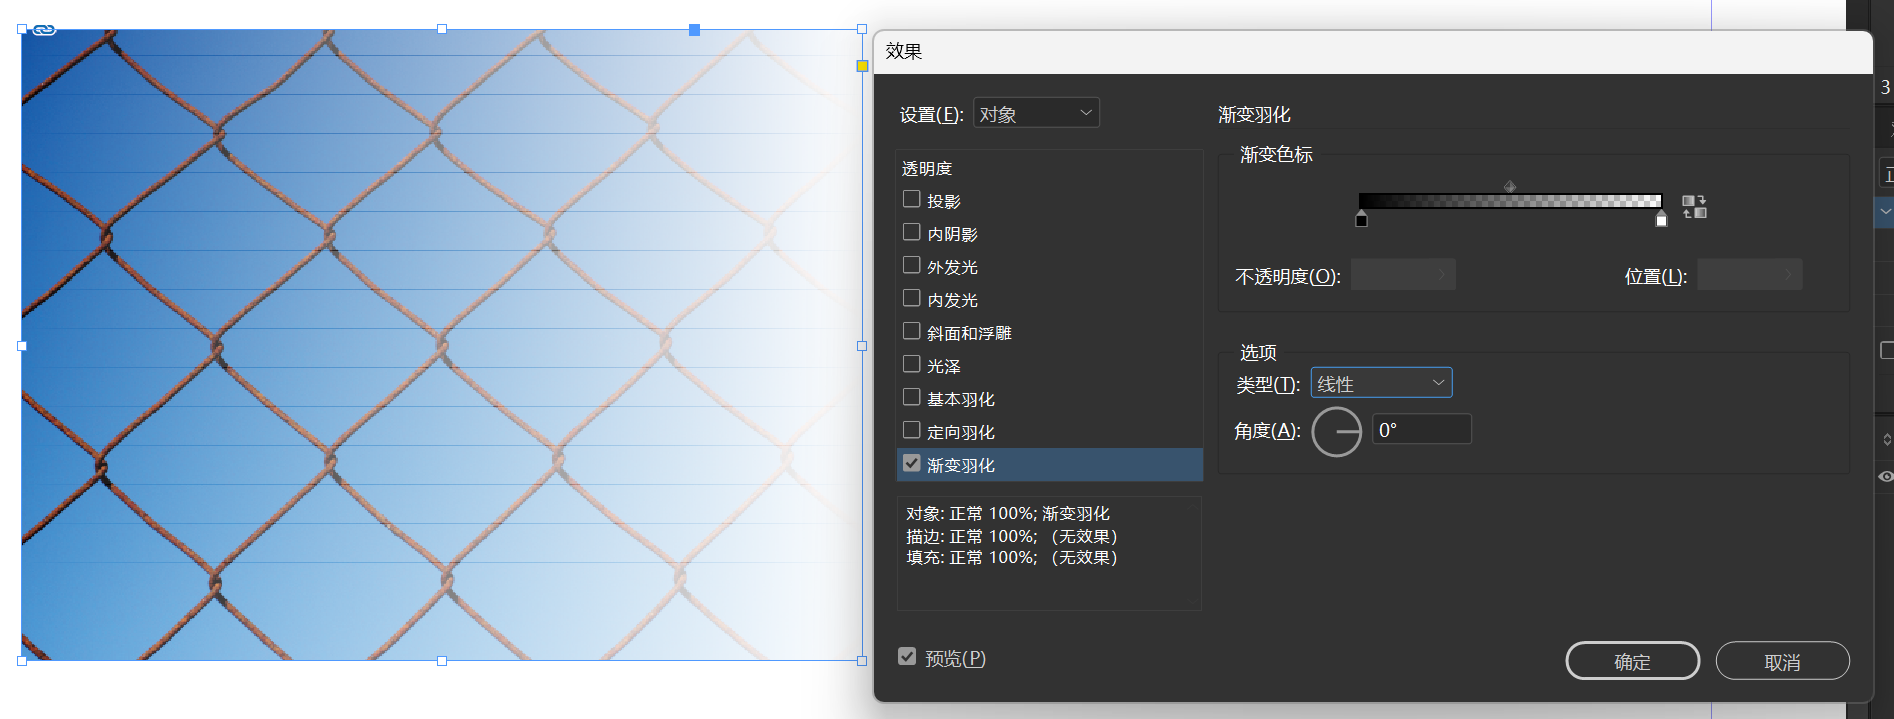 效果
设置(E): 对象
透明度
投影
内阴影
外发光
内发光
斜面和浮雕
光泽
基本羽化
定向羽化
渐变羽化
对象: 正常 100%; 渐变羽化
描边: 正常 100%; （无效果）
填充: 正常 100%; （无效果）
预览(P)
渐变羽化
渐变色标
不透明度(O): 位置(L):
选项
类型(T): 线性
角度(A): 0°
确定 取消
3